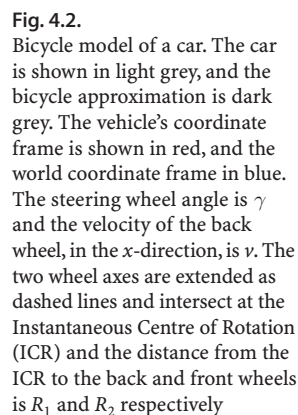 Fig. 4.2.
Bicycle model of a car. The car
is shown in light grey, and the
bicycle approximation is dark
grey. The vehicle’s coordinate
frame is shown in red, and the
world coordinate frame in blue.
The steering wheel angle is γ
and the velocity of the back
wheel, in the x-direction, is v. The
two wheel axes are extended as
dashed lines and intersect at the
Instantaneous Centre of Rotation
(ICR) and the distance from the
ICR to the back and front wheels
is R₁ and R₂ respectively